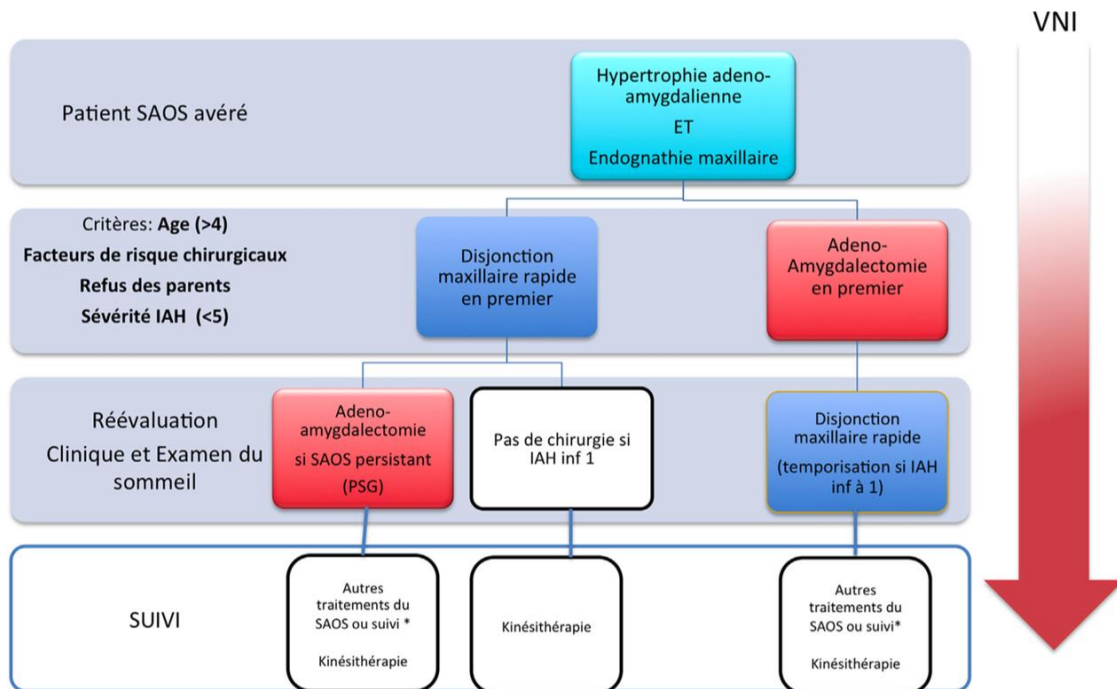 VNI
Patient SAOS avéré
Hypertrophie adeno-
amygdalienne
ET
Endognathie maxillaire
Critères: Age (>4)
Facteurs de risque chirurgicaux
Refus des parents
Sévérité IAH (<5)
Disjonction
maxillaire rapide
en premier
Adeno-
Amygdalectomie
en premier
Réévaluation
Clinique et Examen du
sommeil
Adeno-
amygdalectomie
si SAOS persistant
(PSG)
Pas de chirurgie si
IAH inf 1
Disjonction
maxillaire rapide
(temporisation si IAH
inf à 1)
SUIVI
Autres
traitements du
SAOS ou suivi *
Kinésithérapie
Kinésithérapie
Autres
traitements du
SAOS ou suivi*
Kinésithérapie